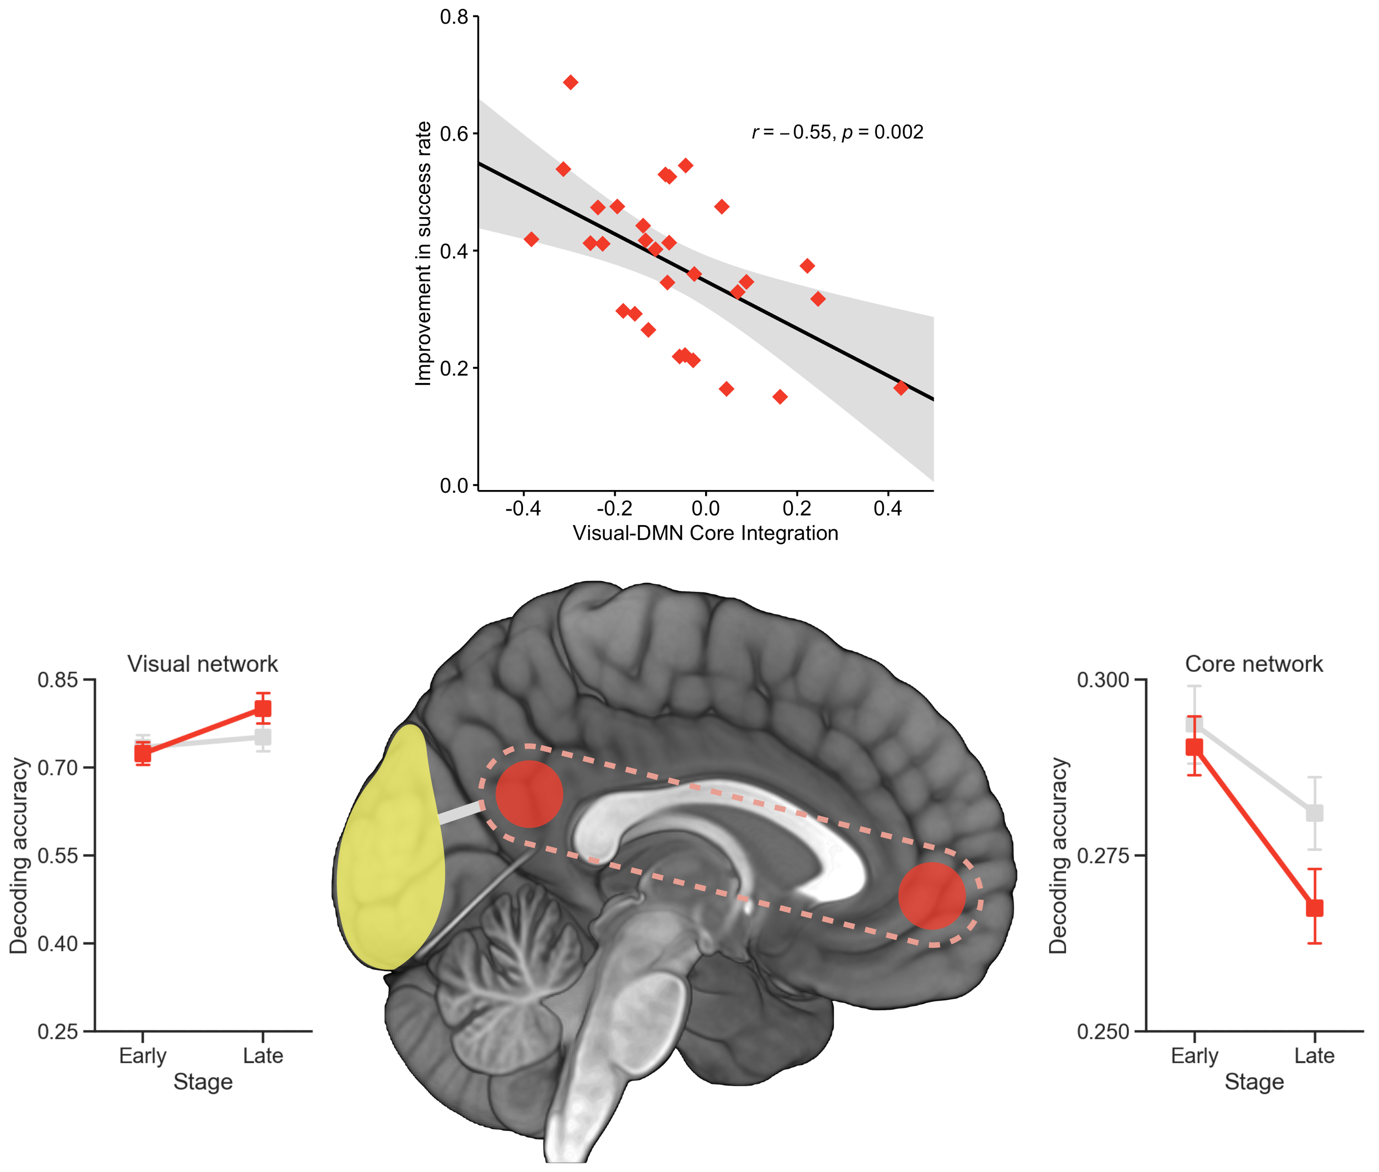 0.8
0.6
0.4
0.2
0.0
Improvement in success rate
r = −0.55, p = 0.002
-0.4 -0.2 0.0 0.2 0.4
Visual-DMN Core Integration
Visual network
0.85
0.70
0.55
0.40
0.25
Decoding accuracy
Early Late
Stage
Core network
0.300
0.275
0.250
Decoding accuracy
Early Late
Stage